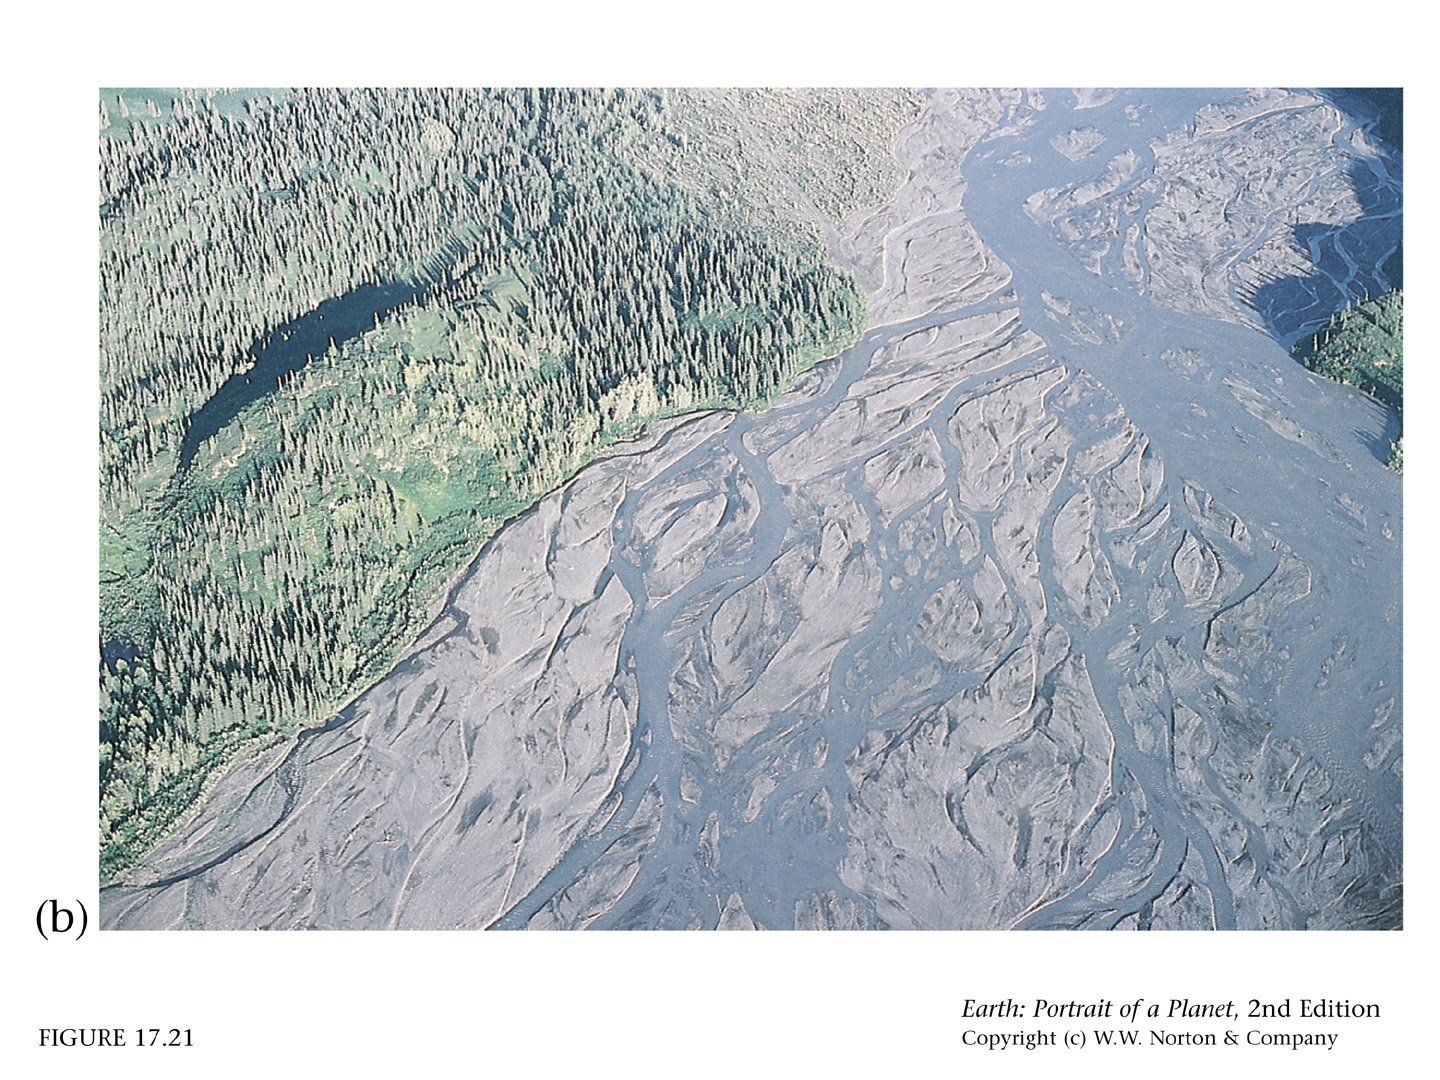 (b)
FIGURE 17.21
Earth: Portrait of a Planet, 2nd Edition
Copyright (c) W.W. Norton & Company